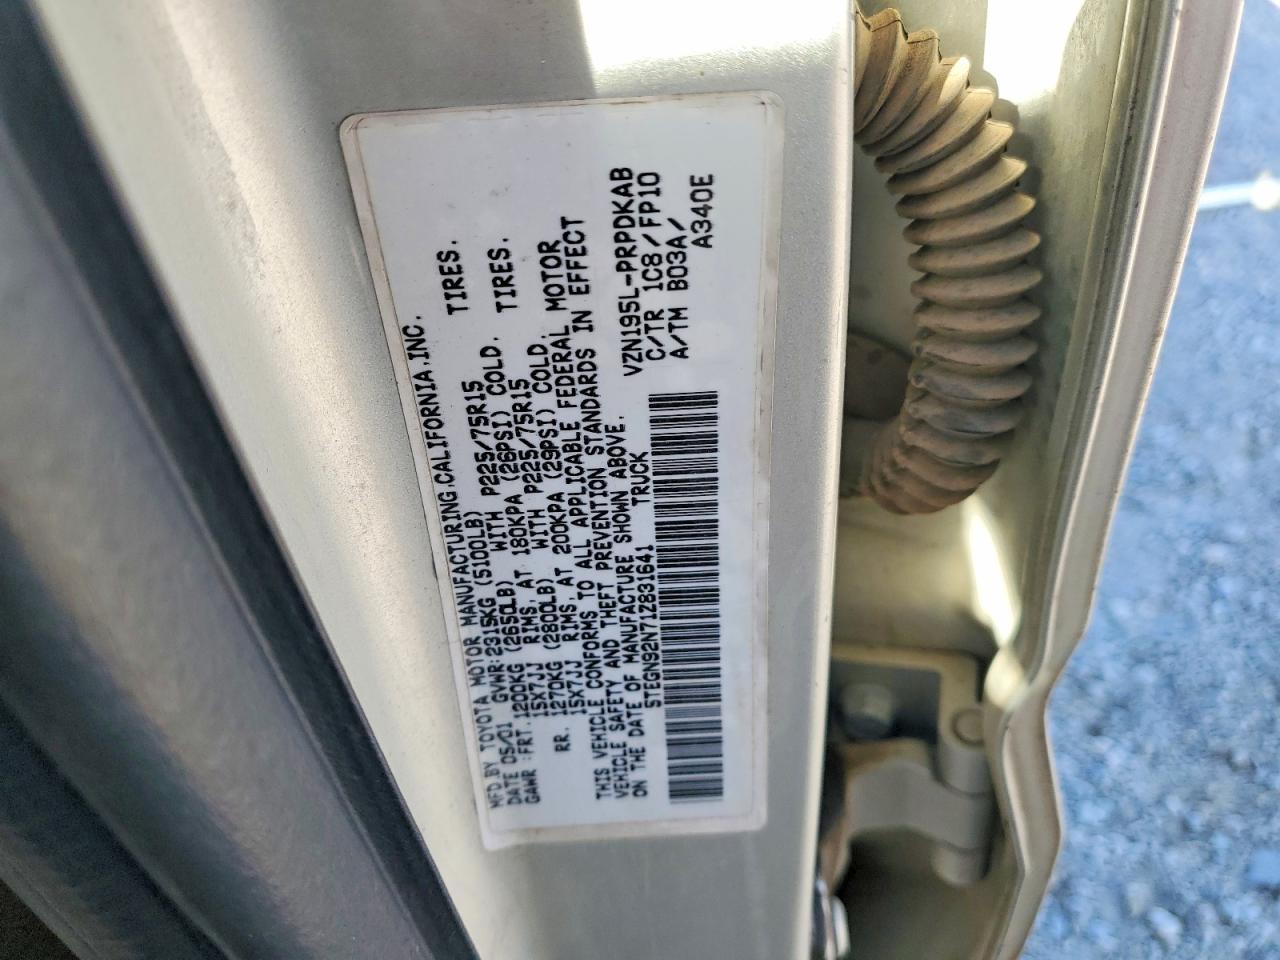 MFD BY TOYOTA MOTOR MANUFACTURING,CALIFORNIA,INC.
DATE 05/01 GVWR:2315KG (5100LB)
GAWR :FRT.1200KG (2650LB) WITH P225/75R15 TIRES.
15X7JJ RIMS, AT 180KPA (26PSI) COLD.
RR. 1270KG (2800LB) WITH P225/75R15 TIRES.
15X7JJ RIMS, AT 200KPA (29PSI) COLD.
THIS VEHICLE CONFORMS TO ALL APPLICABLE FEDERAL MOTOR
VEHICLE SAFETY AND THEFT PREVENTION STANDARDS IN EFFECT
ON THE DATE OF MANUFACTURE SHOWN ABOVE.
5TEGN92N71Z831641 TRUCK
VZN195L-PRPDKAB
C/TR 1C8/FP10
A/TM B03A/
A340E